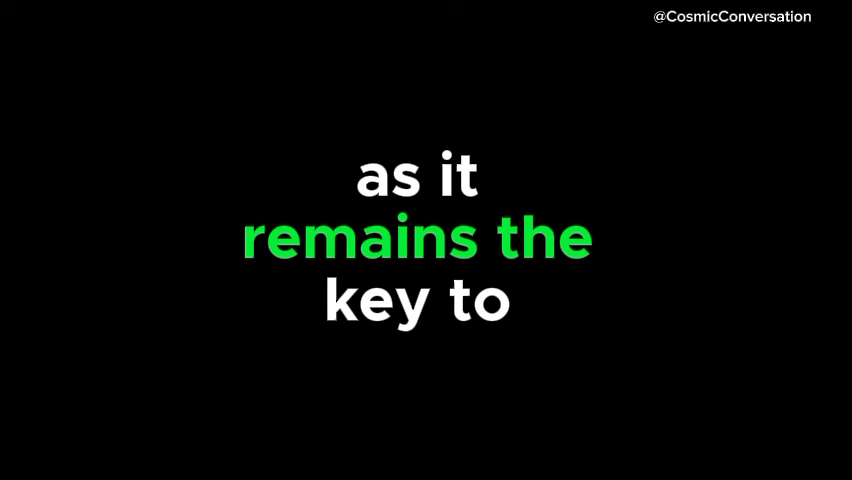 @CosmicConversation
as it
remains the
key to